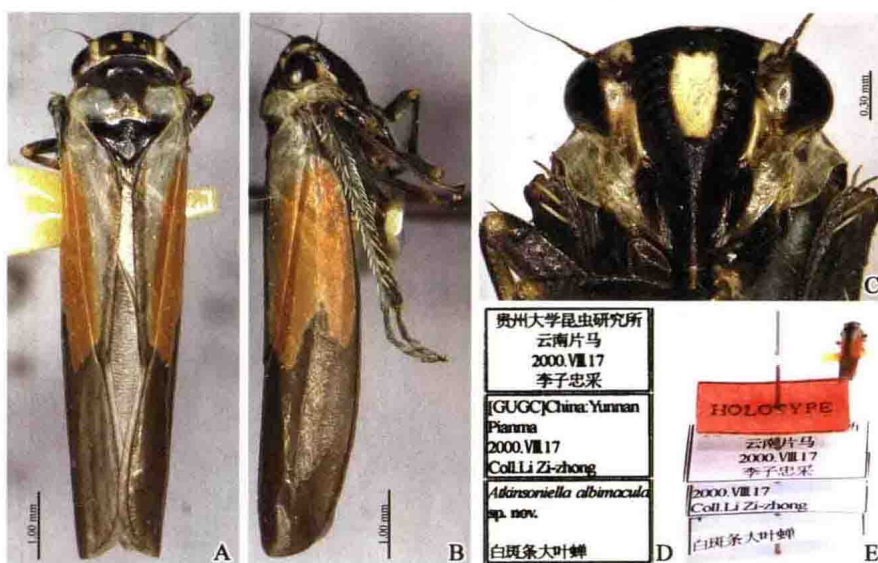 1.00 mm
A
1.00 mm
B
0.30 mm
C
贵州大学昆虫研究所
云南片马
2000.Ⅷ.17
李子忠采
[GUGC]China:Yunnan
Pianma
2000.Ⅷ.17
Coll.Li Zi-zhong
Atkinsoniella albimacula
sp. nov.
白斑条大叶蝉
D
HOLOTYPE
所
云南片马
2000.Ⅷ.17
李子忠采
2000.Ⅷ.17
Coll.Li Zi-zhong
白斑条大叶蝉
E